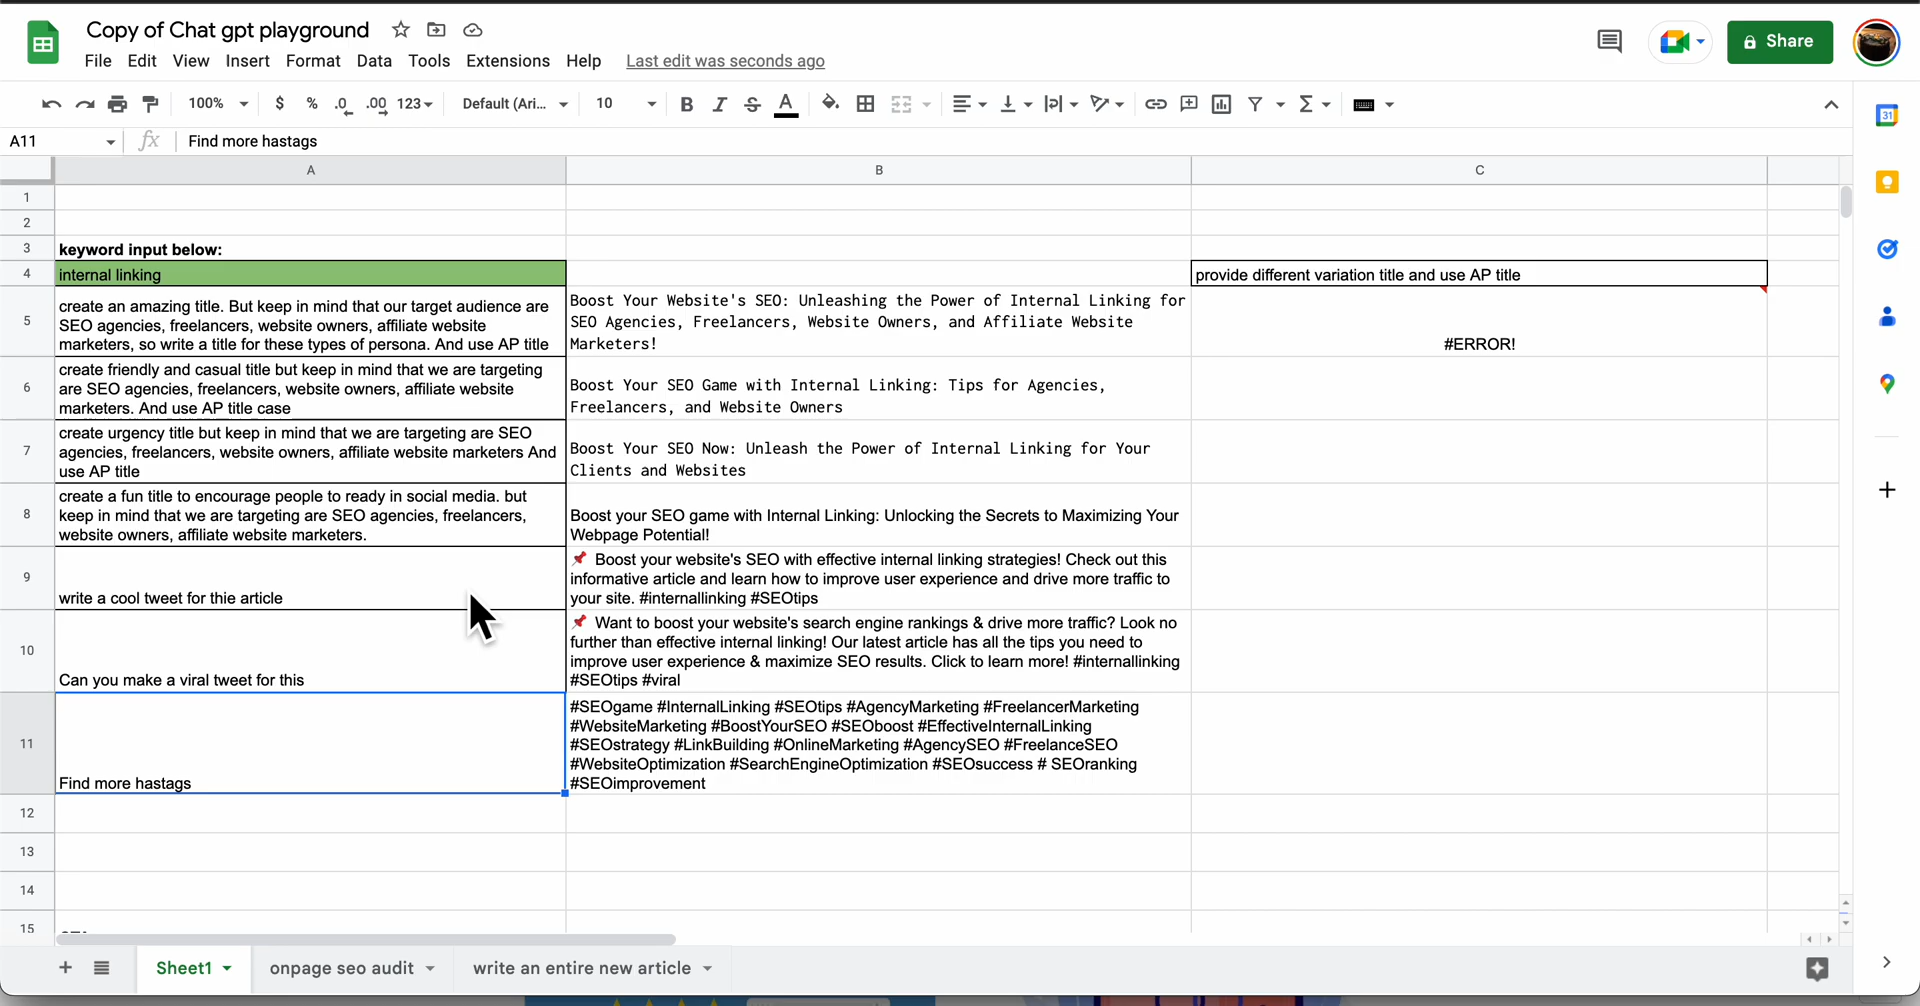 Copy of Chat gpt playground
File Edit View Insert Format Data Tools Extensions Help Last edit was seconds ago
Share
100% $ % .0 .00 123 Default (Ari... 10 B I S A
31
A11 fx Find more hastags
A B C
1
2
3 keyword input below:
4 internal linking provide different variation title and use AP title
5
create an amazing title. But keep in mind that our target audience are
SEO agencies, freelancers, website owners, affiliate website
marketers, so write a title for these types of persona. And use AP title
Boost Your Website's SEO: Unleashing the Power of Internal Linking for
SEO Agencies, Freelancers, Website Owners, and Affiliate Website
Marketers!
#ERROR!
6
create friendly and casual title but keep in mind that we are targeting
are SEO agencies, freelancers, website owners, affiliate website
marketers. And use AP title case
Boost Your SEO Game with Internal Linking: Tips for Agencies,
Freelancers, and Website Owners
7
create urgency title but keep in mind that we are targeting are SEO
agencies, freelancers, website owners, affiliate website marketers And
use AP title
Boost Your SEO Now: Unleash the Power of Internal Linking for Your
Clients and Websites
8
create a fun title to encourage people to ready in social media. but
keep in mind that we are targeting are SEO agencies, freelancers,
website owners, affiliate website marketers.
Boost your SEO game with Internal Linking: Unlocking the Secrets to Maximizing Your
Webpage Potential!
9
write a cool tweet for thie article
📌 Boost your website's SEO with effective internal linking strategies! Check out this
informative article and learn how to improve user experience and drive more traffic to
your site. #internallinking #SEOtips
10
Can you make a viral tweet for this
📌 Want to boost your website's search engine rankings & drive more traffic? Look no
further than effective internal linking! Our latest article has all the tips you need to
improve user experience & maximize SEO results. Click to learn more! #internallinking
#SEOtips #viral
11
Find more hastags
#SEOgame #InternalLinking #SEOtips #AgencyMarketing #FreelancerMarketing
#WebsiteMarketing #BoostYourSEO #SEOboost #EffectiveInternalLinking
#SEOstrategy #LinkBuilding #OnlineMarketing #AgencySEO #FreelanceSEO
#WebsiteOptimization #SearchEngineOptimization #SEOsuccess # SEOranking
#SEOimprovement
12
13
14
15
Sheet1 onpage seo audit write an entire new article